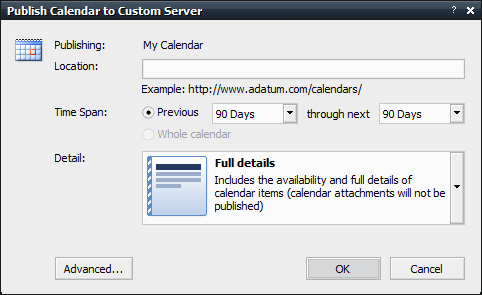 Publish Calendar to Custom Server
Publishing: My Calendar
Location:
Example: http://www.adatum.com/calendars/
Time Span: Previous 90 Days through next 90 Days
Whole calendar
Detail: Full details
Includes the availability and full details of
calendar items (calendar attachments will not be
published)
Advanced... OK Cancel